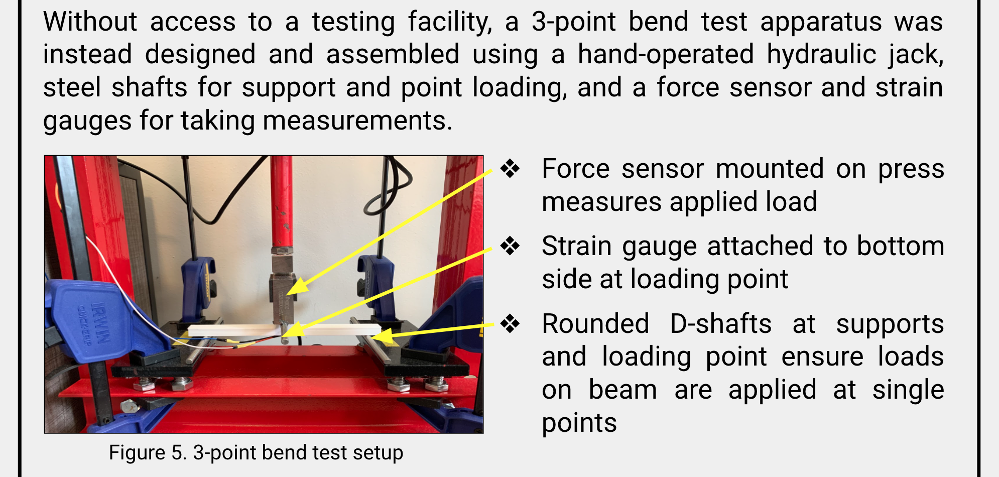 Without access to a testing facility, a 3-point bend test apparatus was
instead designed and assembled using a hand-operated hydraulic jack,
steel shafts for support and point loading, and a force sensor and strain
gauges for taking measurements.
❖ Force sensor mounted on press
measures applied load
❖ Strain gauge attached to bottom
side at loading point
❖ Rounded D-shafts at supports
and loading point ensure loads
on beam are applied at single
points
IRWIN
QUICK-GRIP
200kg
Figure 5. 3-point bend test setup